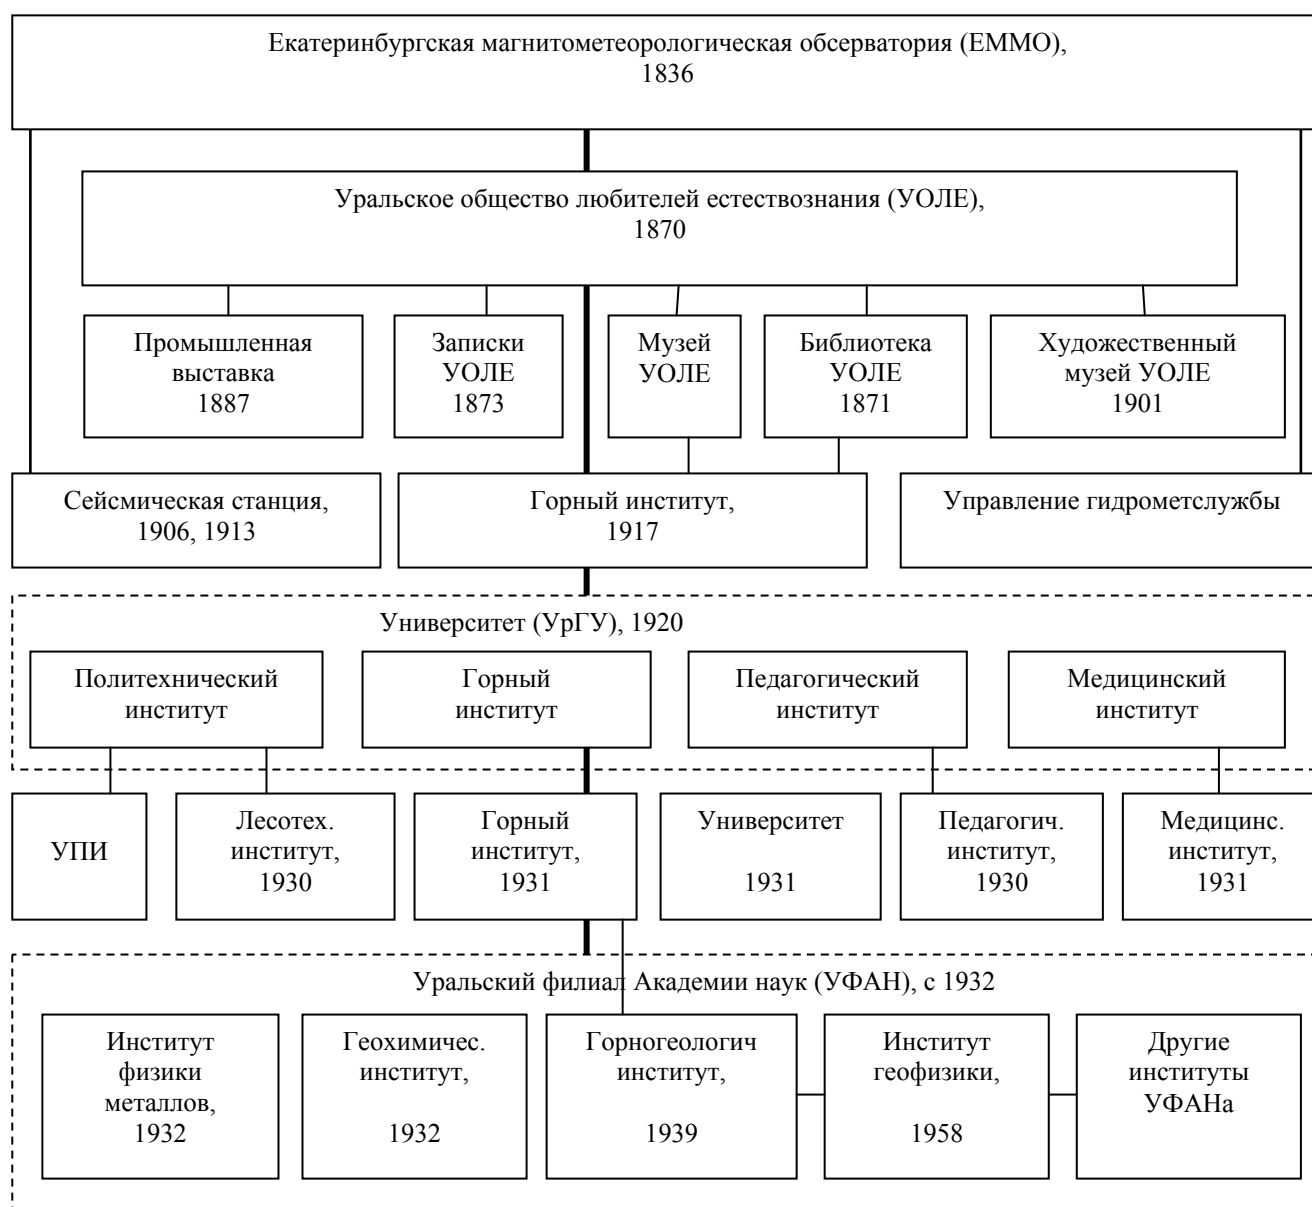 Екатеринбургская магнитометеорологическая обсерватория (ЕММО),
1836
Уральское общество любителей естествознания (УОЛЕ),
1870
Промышленная
выставка
1887
Записки
УОЛЕ
1873
Музей
УОЛЕ
Библиотека
УОЛЕ
1871
Художественный
музей УОЛЕ
1901
Сейсмическая станция,
1906, 1913
Горный институт,
1917
Управление гидрометслужбы
Университет (УрГУ), 1920
Политехнический
институт
Горный
институт
Педагогический
институт
Медицинский
институт
УПИ
Лесотех.
институт,
1930
Горный
институт,
1931
Университет
1931
Педагогич.
институт,
1930
Медицинс.
институт,
1931
Уральский филиал Академии наук (УФАН), с 1932
Институт
физики
металлов,
1932
Геохимичес.
институт,
1932
Горногеологич
институт,
1939
Институт
геофизики,
1958
Другие
институты
УФАНа